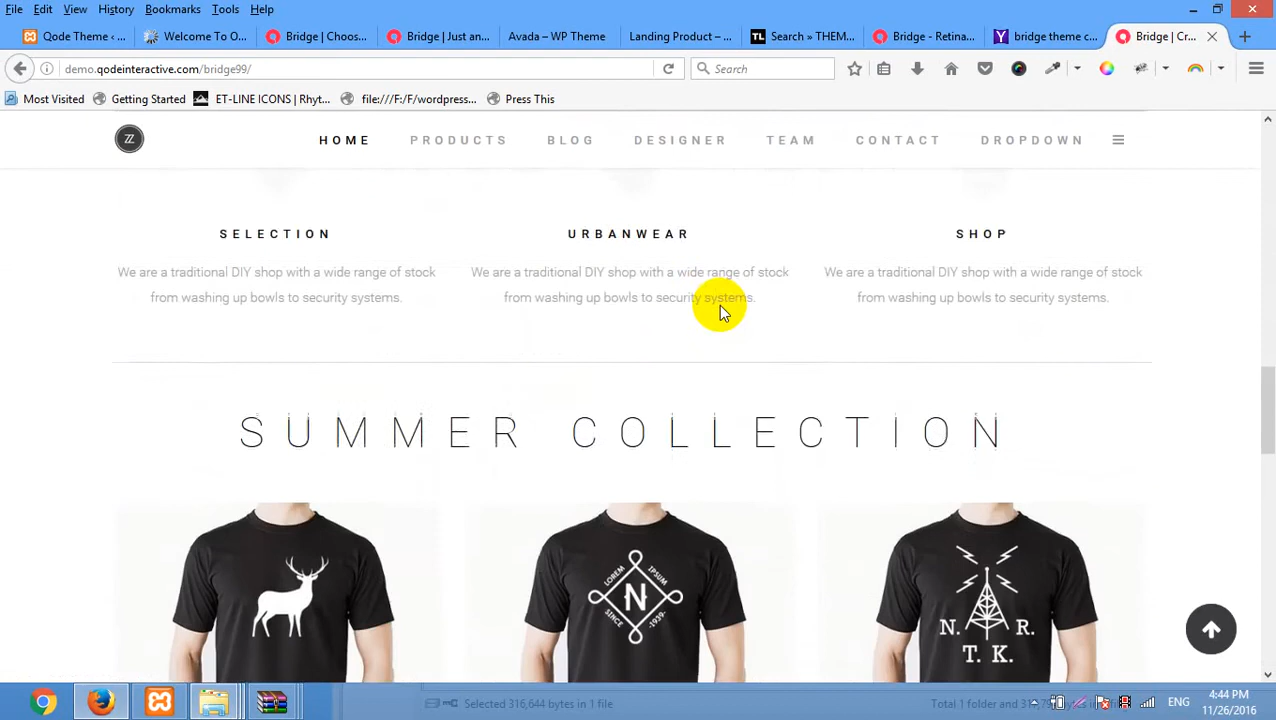 File Edit View History Bookmarks Tools Help
Qode Theme ‹ ...
Welcome To O...
Bridge | Choos...
Bridge | Just an...
Avada – WP Theme
Landing Product – ...
TL Search » THEM...
Bridge - Retina...
bridge theme c...
Bridge | Cr...
demo.qodeinteractive.com/bridge99/
Search
Most Visited
Getting Started
ET-LINE ICONS | Rhyt...
file:///F:/F/wordpress...
Press This
HOME PRODUCTS BLOG DESIGNER TEAM CONTACT DROPDOWN
SELECTION
We are a traditional DIY shop with a wide range of stock
from washing up bowls to security systems.
URBANWEAR
We are a traditional DIY shop with a wide range of stock
from washing up bowls to security systems.
SHOP
We are a traditional DIY shop with a wide range of stock
from washing up bowls to security systems.
SUMMER COLLECTION
LOREM IPSUM
N
SINCE -1939-
N. R.
T. K.
Selected 316,644 bytes in 1 file
ENG
4:44 PM
11/26/2016